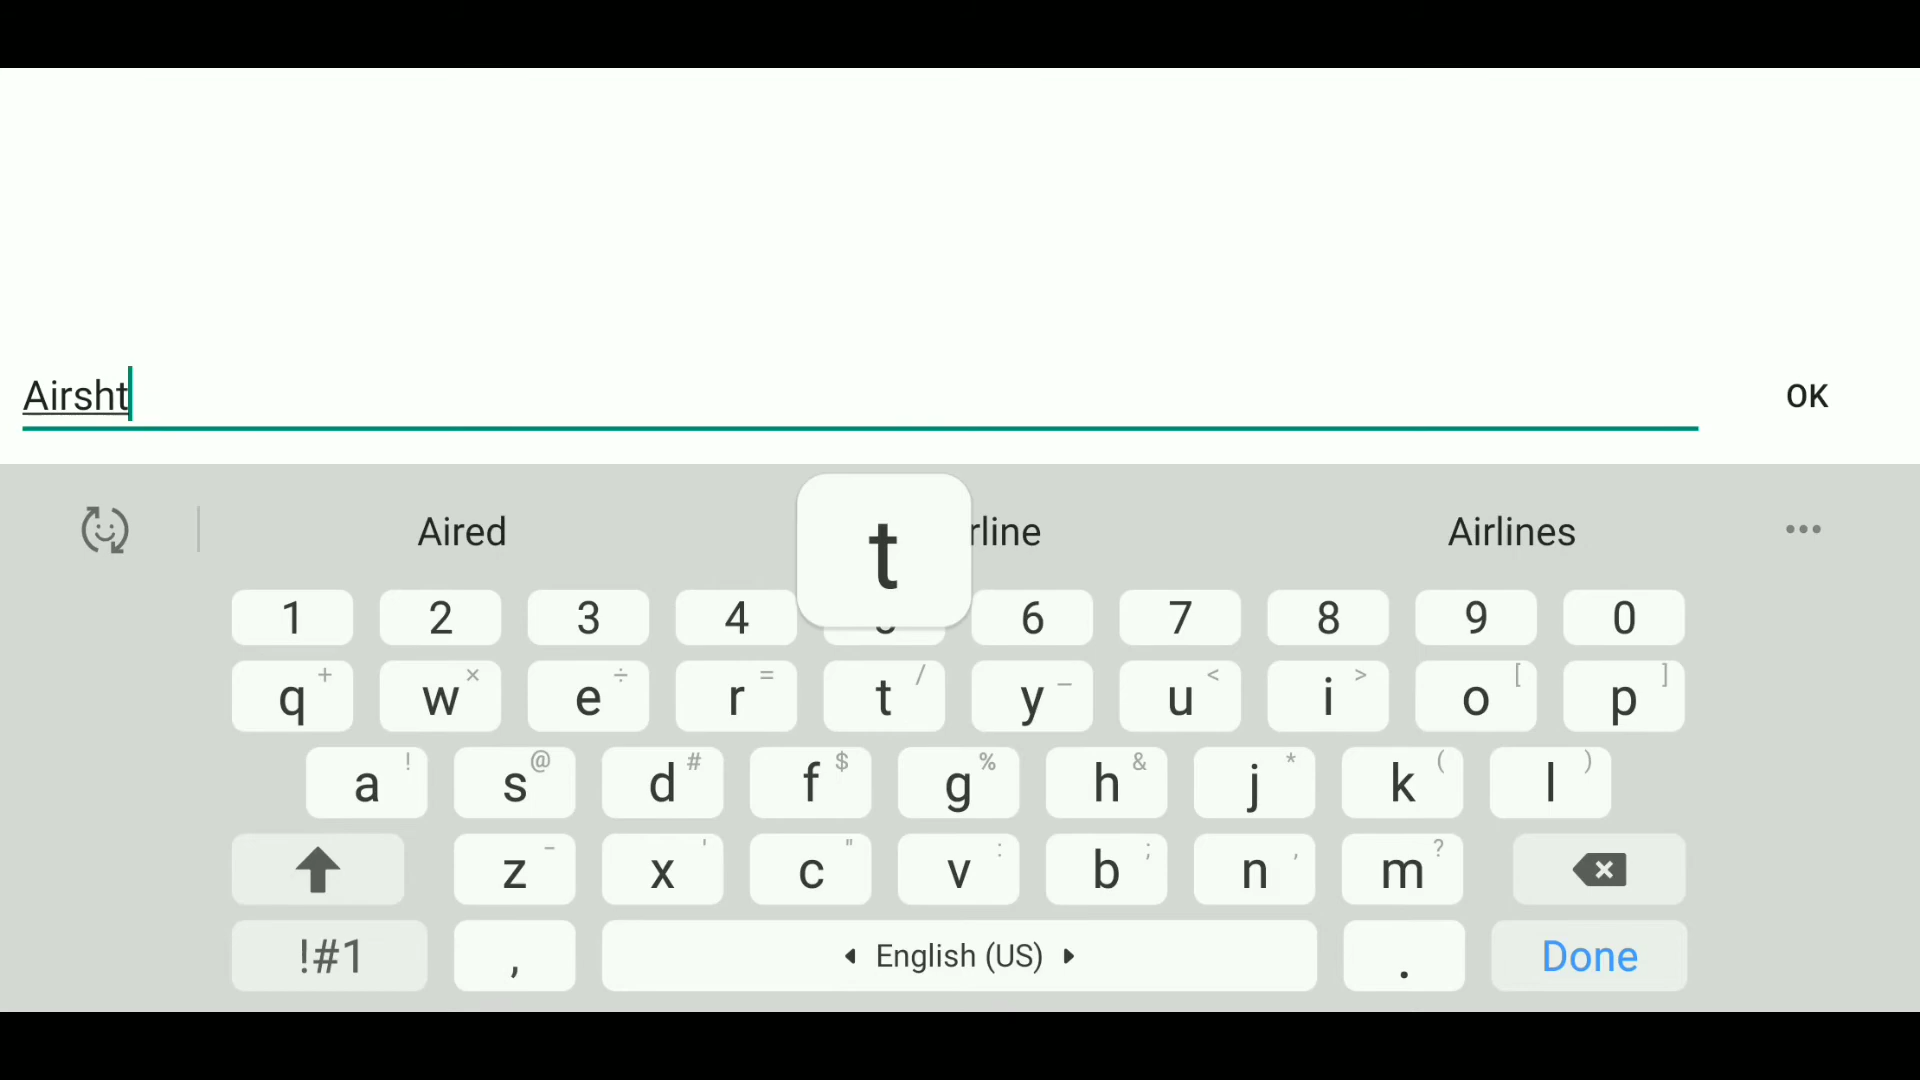 Airsht
OK
Aired
rline
Airlines
t
1 2 3 4 6 7 8 9 0
q + w × e ÷ r = t / y _ u < i > o [ p ]
a ! s @ d # f $ g % h & j * k ( l )
z - x ' c " v : b ; n , m ?
!#1 , English (US) . Done